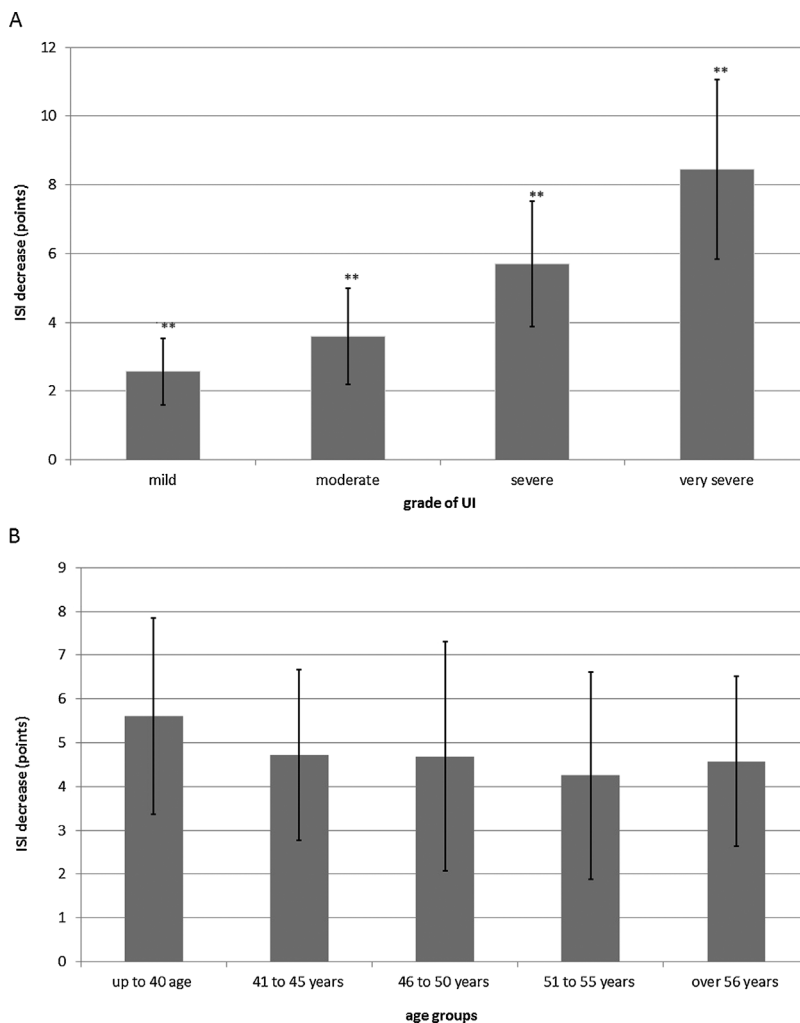 A
12
10
8
6
4
2
0
ISI decrease (points)
**
**
**
**
mild moderate severe very severe
grade of UI
B
9
8
7
6
5
4
3
2
1
0
ISI decrease (points)
up to 40 age 41 to 45 years 46 to 50 years 51 to 55 years over 56 years
age groups